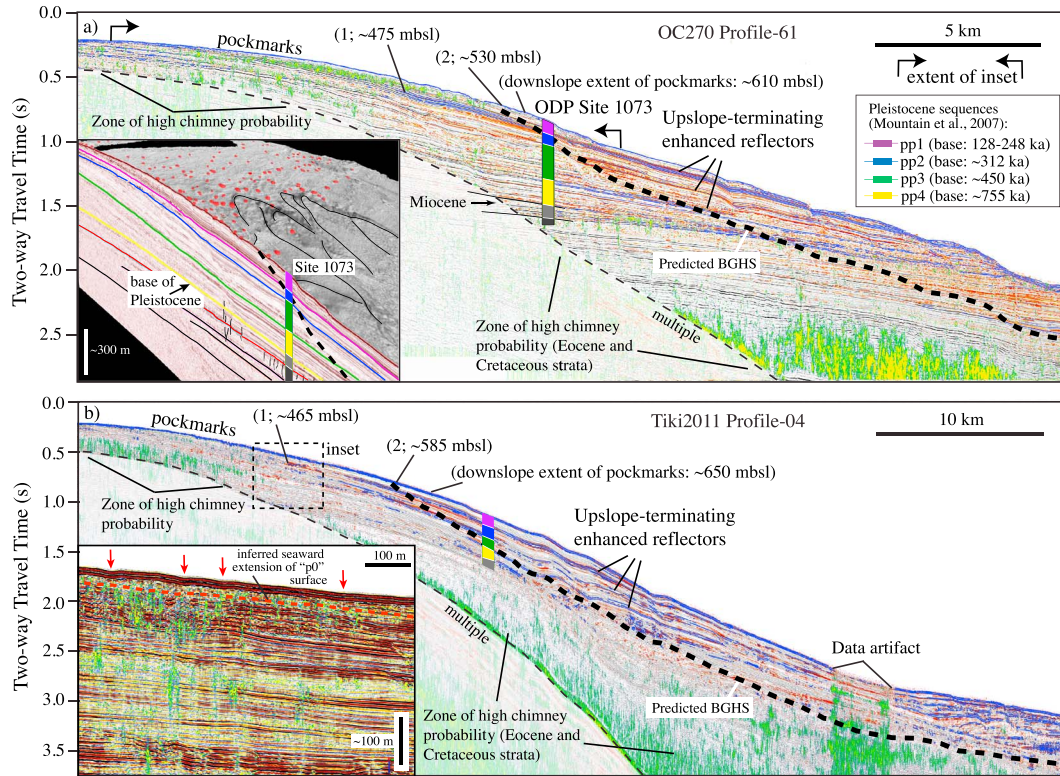 a)
OC270 Profile-61
5 km
extent of inset
pockmarks
(1; ~475 mbsl)
(2; ~530 mbsl)
(downslope extent of pockmarks: ~610 mbsl)
ODP Site 1073
Zone of high chimney probability
Upslope-terminating
enhanced reflectors
Pleistocene sequences
(Mountain et al., 2007):
pp1 (base: 128-248 ka)
pp2 (base: ~312 ka)
pp3 (base: ~450 ka)
pp4 (base: ~755 ka)
Miocene
Predicted BGHS
Site 1073
base of
Pleistocene
~300 m
Zone of high chimney
probability (Eocene and
Cretaceous strata)
multiple
Two-way Travel Time (s)
0.0
0.5
1.0
1.5
2.0
2.5
b)
Tiki2011 Profile-04
10 km
pockmarks
(1; ~465 mbsl)
inset
(2; ~585 mbsl)
(downslope extent of pockmarks: ~650 mbsl)
Zone of high chimney
probability
Upslope-terminating
enhanced reflectors
inferred seaward
extension of "p0"
surface
100 m
~100 m
multiple
Data artifact
Predicted BGHS
Zone of high chimney
probability (Eocene and
Cretaceous strata)
Two-way Travel Time (s)
0.0
0.5
1.0
1.5
2.0
2.5
3.0
3.5